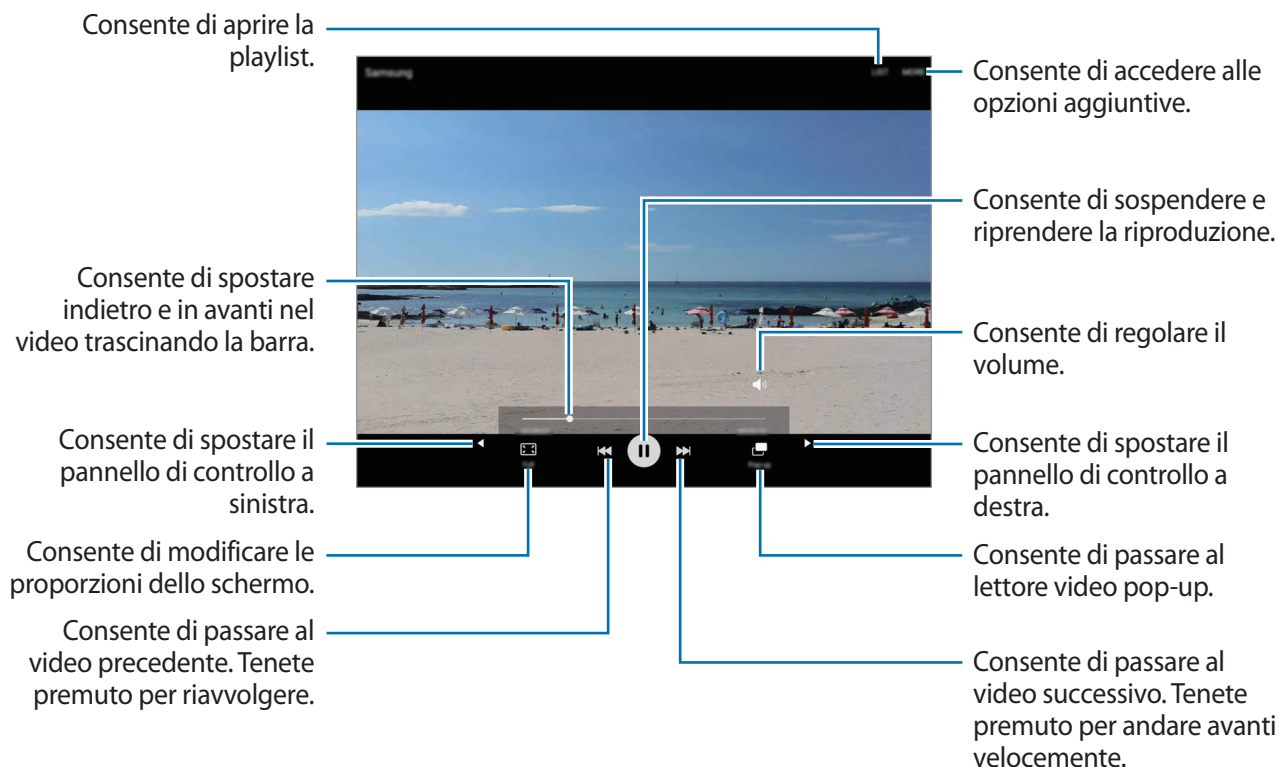 Consente di aprire la
playlist.
Samsung
LIST
MORE
Consente di accedere alle
opzioni aggiuntive.
Consente di sospendere e
riprendere la riproduzione.
Consente di spostare
indietro e in avanti nel
video trascinando la barra.
Consente di regolare il
volume.
Consente di spostare il
pannello di controllo a
sinistra.
Full
Pop-up
Consente di spostare il
pannello di controllo a
destra.
Consente di modificare le
proporzioni dello schermo.
Consente di passare al
lettore video pop-up.
Consente di passare al
video precedente. Tenete
premuto per riavvolgere.
Consente di passare al
video successivo. Tenete
premuto per andare avanti
velocemente.